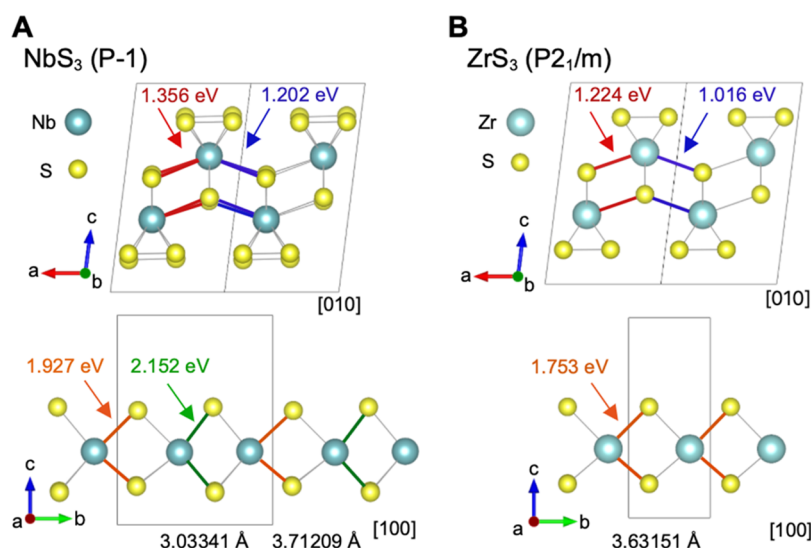 A
NbS₃ (P-1)
1.356 eV
1.202 eV
Nb
S
c
a
b
[010]
1.927 eV
2.152 eV
c
a
b
[100]
3.03341 Å
3.71209 Å
B
ZrS₃ (P2₁/m)
1.224 eV
1.016 eV
Zr
S
c
a
b
[010]
1.753 eV
c
a
b
[100]
3.63151 Å